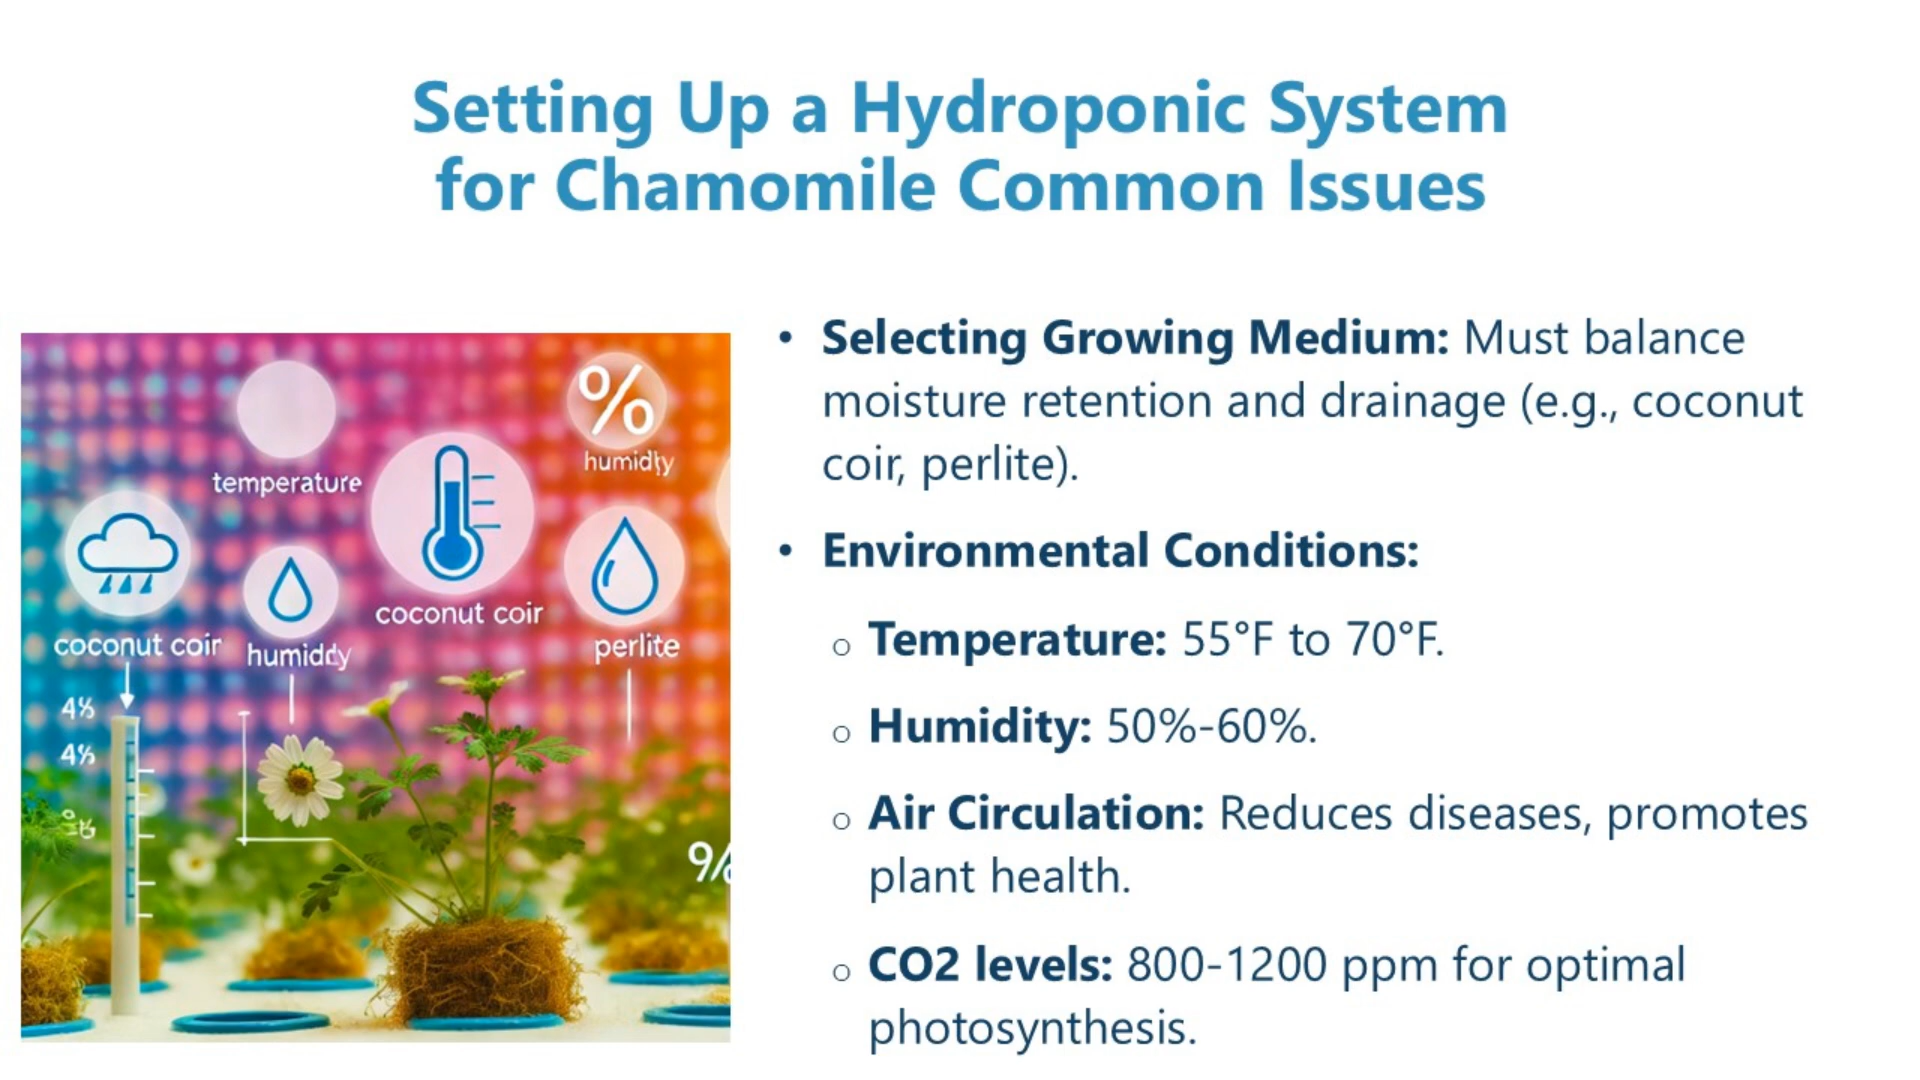 Setting Up a Hydroponic System
for Chamomile Common Issues
temperature
%
humidty
coconut coir
coconut coir
humiddy
perlite
4%
4%
%
• Selecting Growing Medium: Must balance
moisture retention and drainage (e.g., coconut
coir, perlite).
• Environmental Conditions:
o Temperature: 55°F to 70°F.
o Humidity: 50%-60%.
o Air Circulation: Reduces diseases, promotes
plant health.
o CO2 levels: 800-1200 ppm for optimal
photosynthesis.